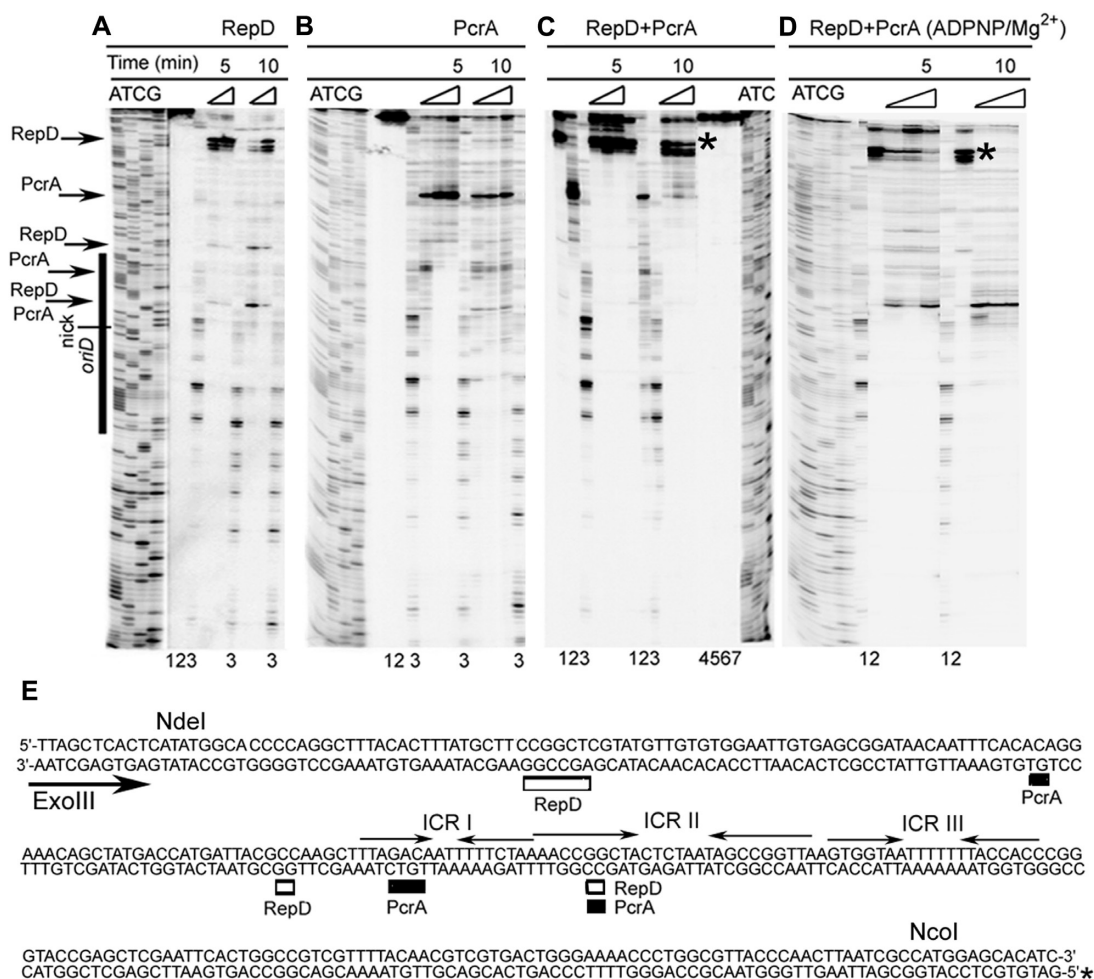 A RepD B PcrA C RepD+PcrA D RepD+PcrA (ADPNP/Mg²⁺)
Time (min) 5 10 5 10 5 10 5 10
ATCG ATCG ATC ATCG
RepD
*
*
PcrA
RepD
PcrA
RepD
PcrA
nick
oriD
123 3 3 12 3 3 3 123 123 4567 12 12
E
NdeI
5'-TTAGCTCACTCATATGGCACCCCAGGCTTTACACTTTATGCTTCCGGCTCGTATGTTGTGTGGAATTGTGAGCGGATAACAATTTCACACAGG
3'-AATCGAGTGAGTATACCGTGGGGTCCGAAATGTGAAATACGAAGGCCGAGCATACAACACACCTTAACACTCGCCTATTGTTAAAGTGTGTCC
ExoIII RepD PcrA
ICR I ICR II ICR III
AAACAGCTATGACCATGATTACGCCAAGCTTTAGACAATTTTTCTAAAACCGGCTACTCTAATAGCCGGTTAAGTGGTAATTTTTTTACCACCCGG
TTTGTCGATACTGGTACTAATGCGGTTCGAAATCTGTTAAAAAGATTTTGGCCGATGAGATTATCGGCCAATTCACCATTAAAAAAATGGTGGGCC
RepD PcrA RepD
PcrA
NcoI
GTACCGAGCTCGAATTCACTGGCCGTCGTTTTACAACGTCGTGACTGGGAAAACCCTGGCGTTACCCAACTTAATCGCCATGGAGCACATC-3'
CATGGCTCGAGCTTAAGTGACCGGCAGCAAAATGTTGCAGCACTGACCCTTTTGGGACCGCAATGGGTTGAATTAGCGGTACCTCGTGTAG-5'*